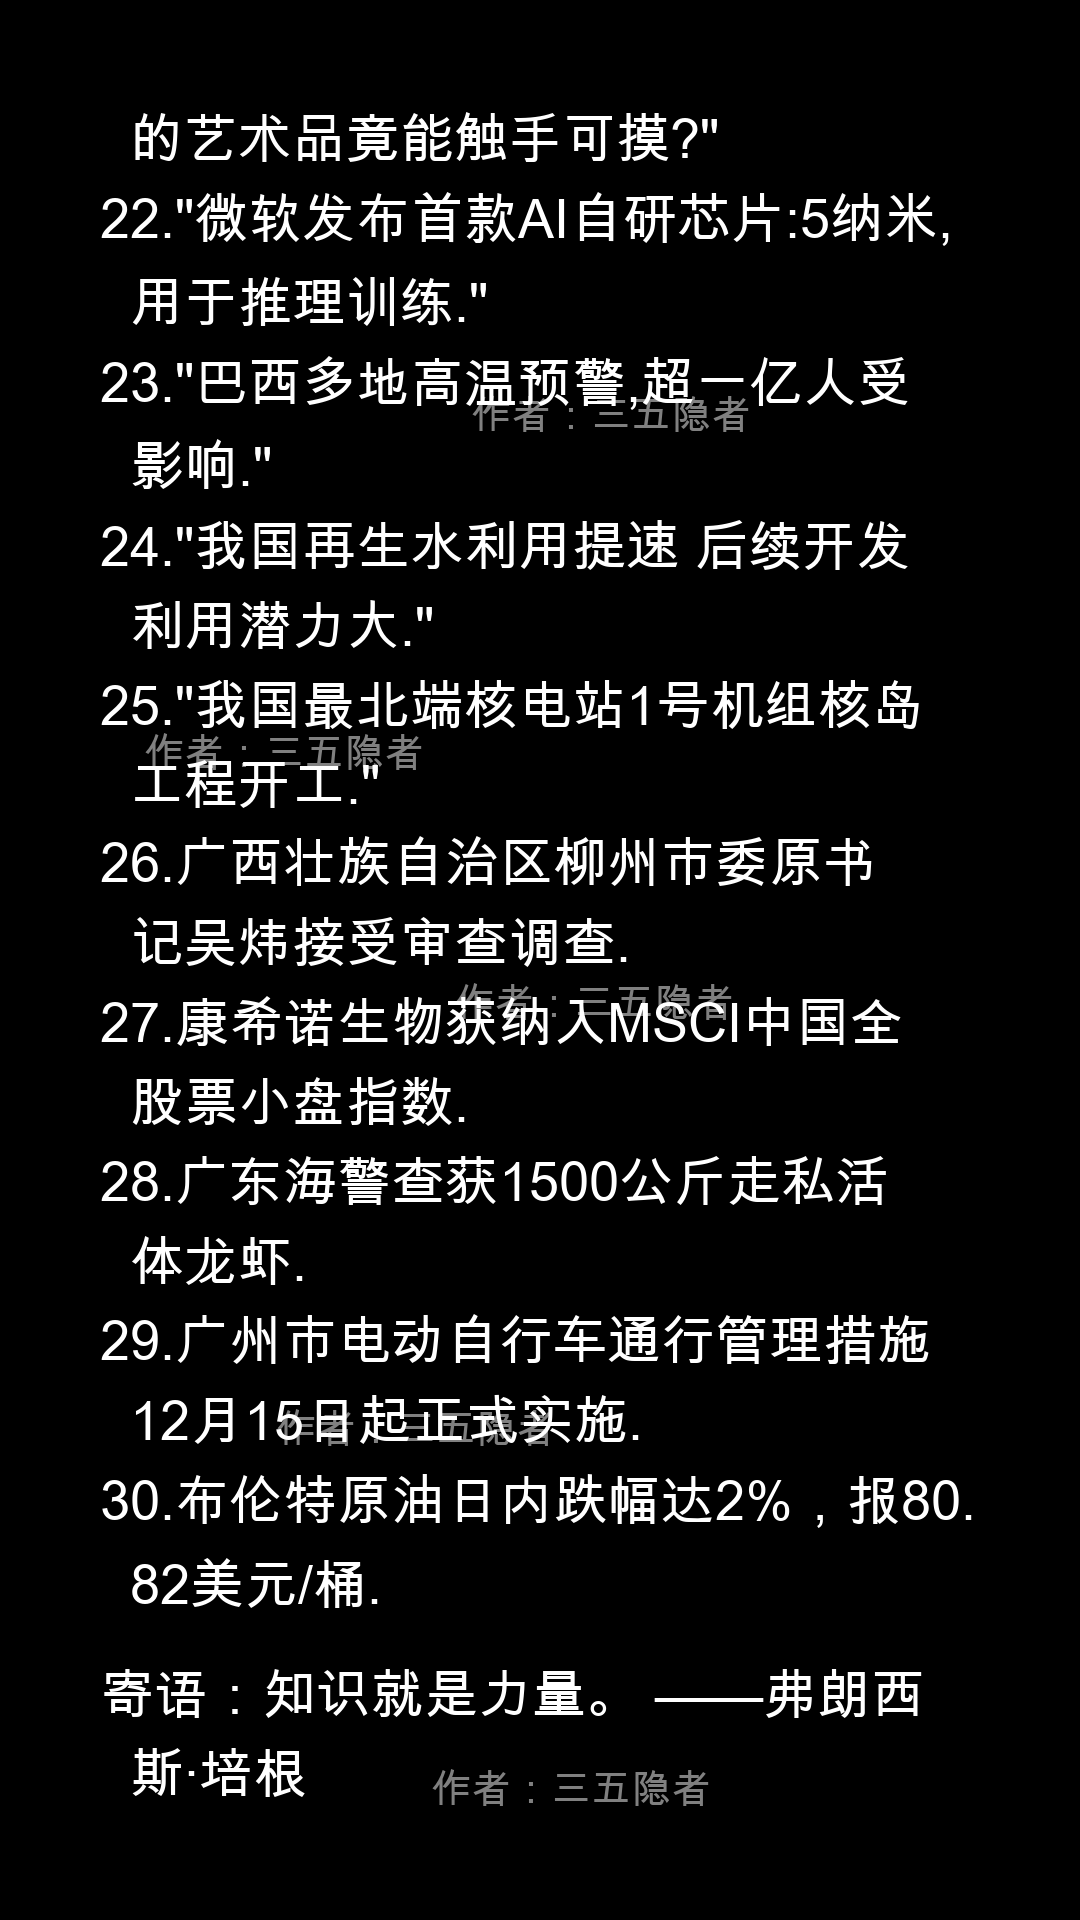 的艺术品竟能触手可摸?"
22."微软发布首款AI自研芯片:5纳米,
用于推理训练."
23."巴西多地高温预警,超一亿人受
作者：三五隐者
影响."
24."我国再生水利用提速 后续开发
利用潜力大."
25."我国最北端核电站1号机组核岛
作者：三五隐者
工程开工."
26.广西壮族自治区柳州市委原书
记吴炜接受审查调查.
作者：三五隐者
27.康希诺生物获纳入MSCI中国全
股票小盘指数.
28.广东海警查获1500公斤走私活
体龙虾.
29.广州市电动自行车通行管理措施
12月15日起正式实施.
作者：三五隐者
30.布伦特原油日内跌幅达2%，报80.
82美元/桶.
寄语：知识就是力量。 ——弗朗西
斯·培根
作者：三五隐者